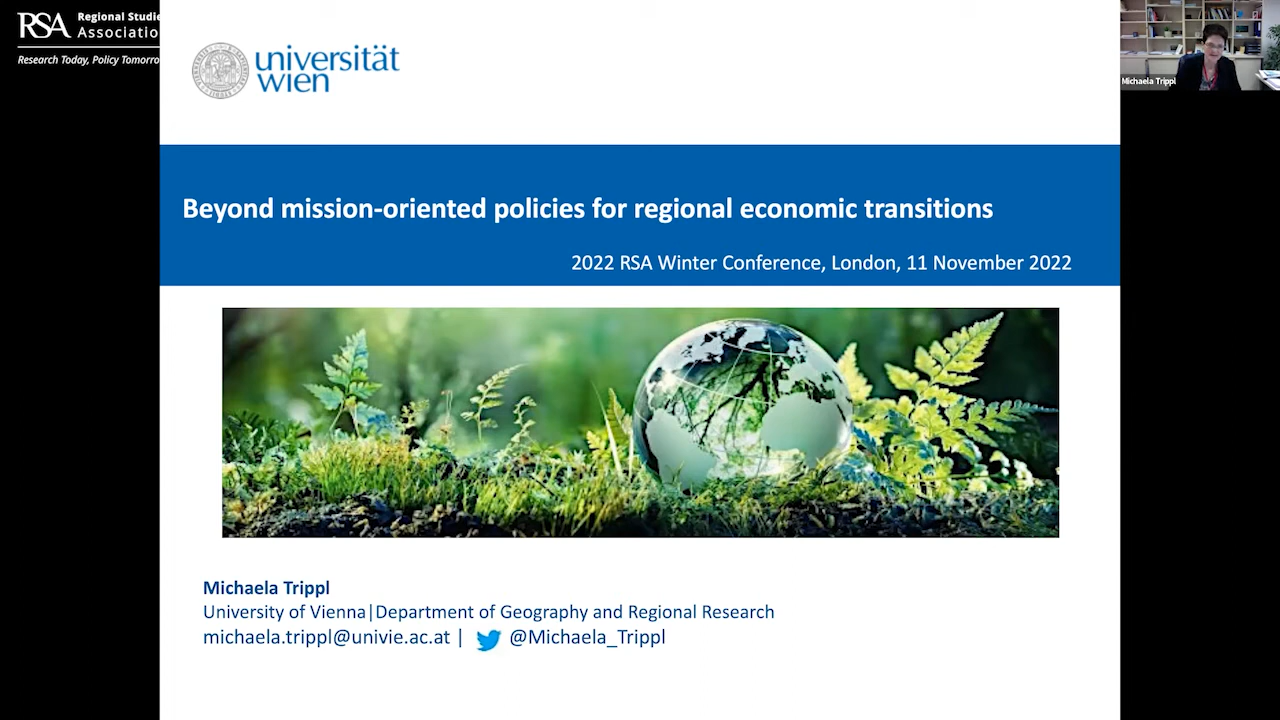 RSA Regional Studie
Associatio
Research Today, Policy Tomorro
universität
wien
Michaela Trippl
Beyond mission-oriented policies for regional economic transitions
2022 RSA Winter Conference, London, 11 November 2022
Michaela Trippl
University of Vienna|Department of Geography and Regional Research
michaela.trippl@univie.ac.at | @Michaela_Trippl